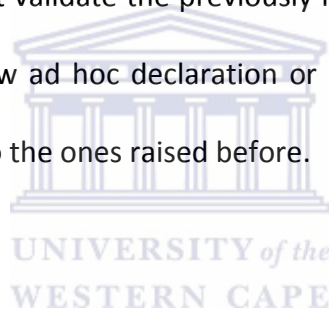 t validate the previously
w ad hoc declaration or
the ones raised before.
UNIVERSITY of the
WESTERN CAPE